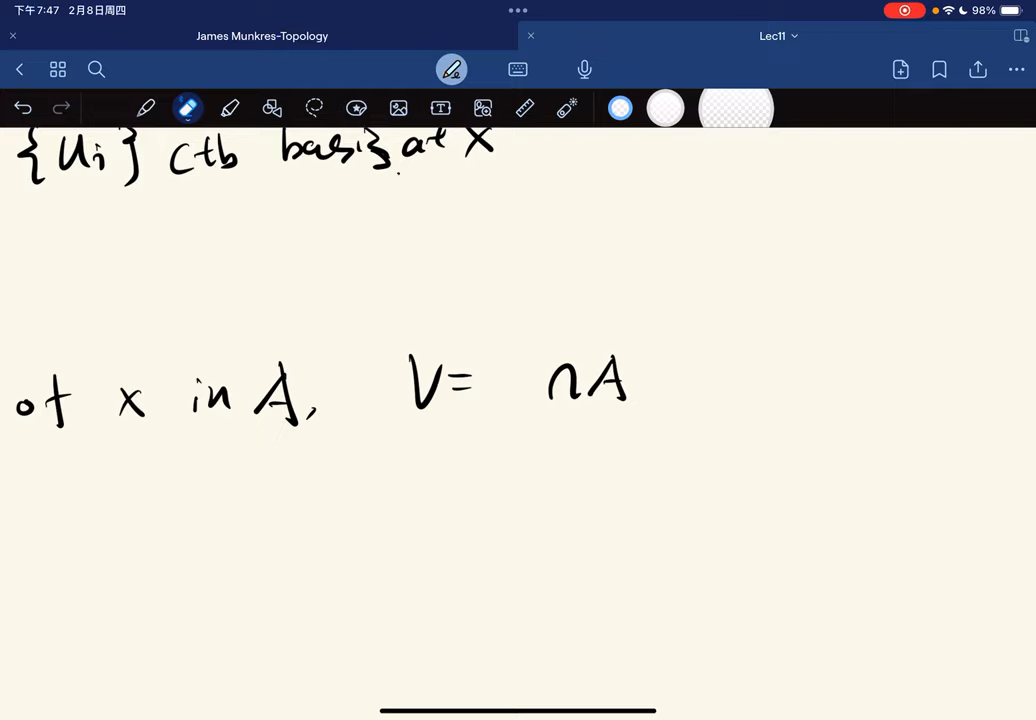 下午7:47 2月8日周四 98%
James Munkres-Topology Lec11
{Un} ctb basis at x
of x in A, V= ∩A